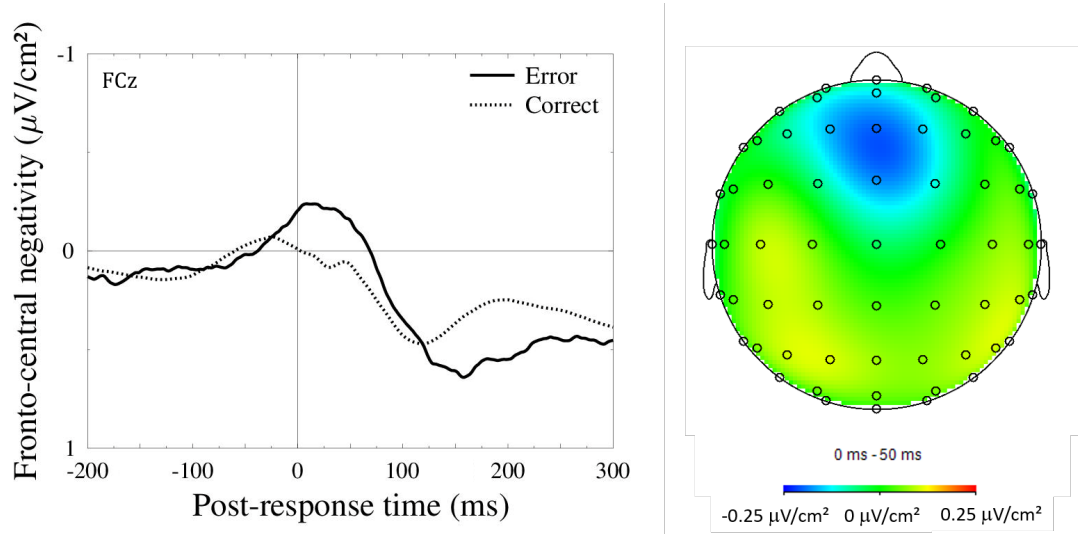 Fronto-central negativity (μV/cm²)
-1
0
1
FCz
Error
Correct
-200
-100
0
100
200
300
Post-response time (ms)
0 ms - 50 ms
-0.25 μV/cm²
0 μV/cm²
0.25 μV/cm²